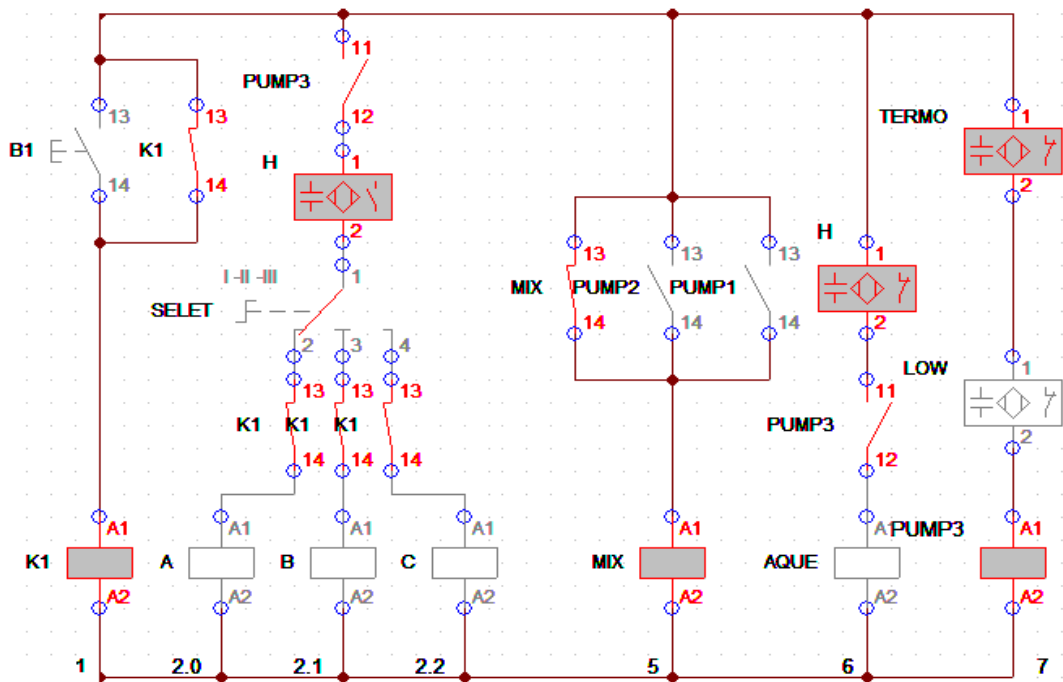 11
PUMP3
12
13
B1
14
K1
13
14
H
1
2
I -II -III
SELET
1
2
3
4
13
13
13
K1
K1
K1
14
14
14
MIX
13
14
PUMP2
13
14
PUMP1
13
14
H
1
2
PUMP3
11
12
TERMO
1
2
LOW
1
2
K1
A1
A2
A
A1
A2
B
A1
A2
C
A1
A2
MIX
A1
A2
AQUE
A1
A2
PUMP3
A1
A2
1
2.0
2.1
2.2
5
6
7